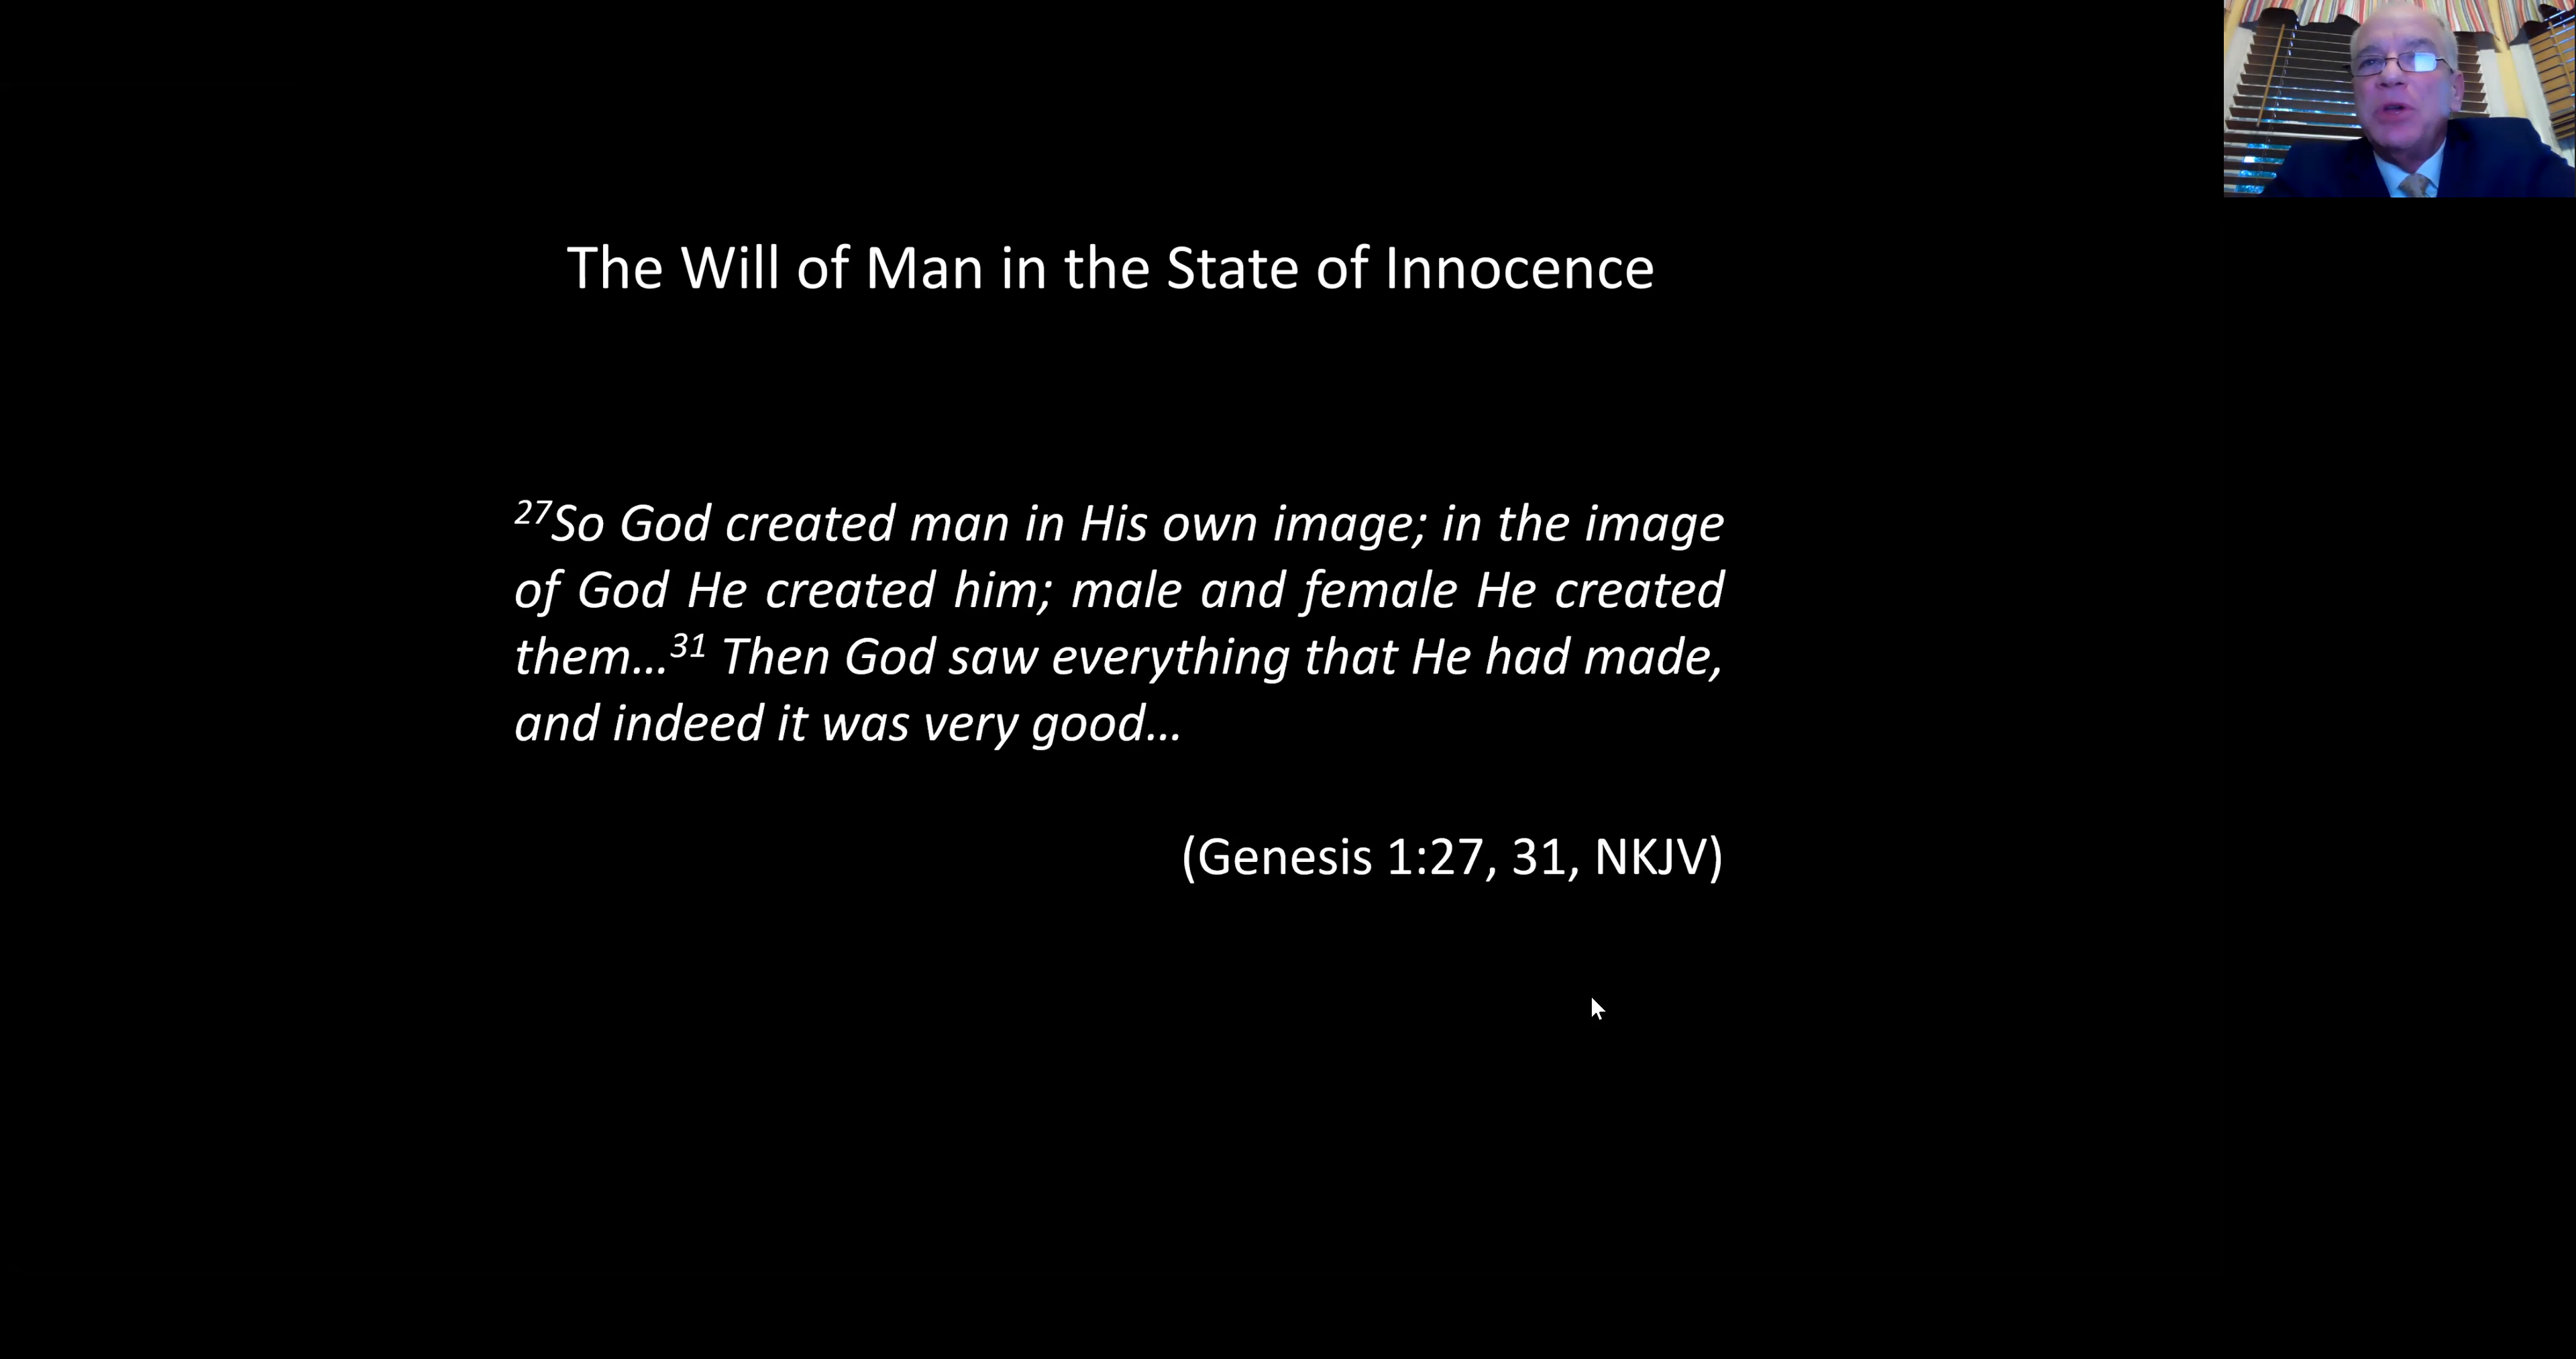 The Will of Man in the State of Innocence
27So God created man in His own image; in the image
of God He created him; male and female He created
them...31 Then God saw everything that He had made,
and indeed it was very good...
(Genesis 1:27, 31, NKJV)